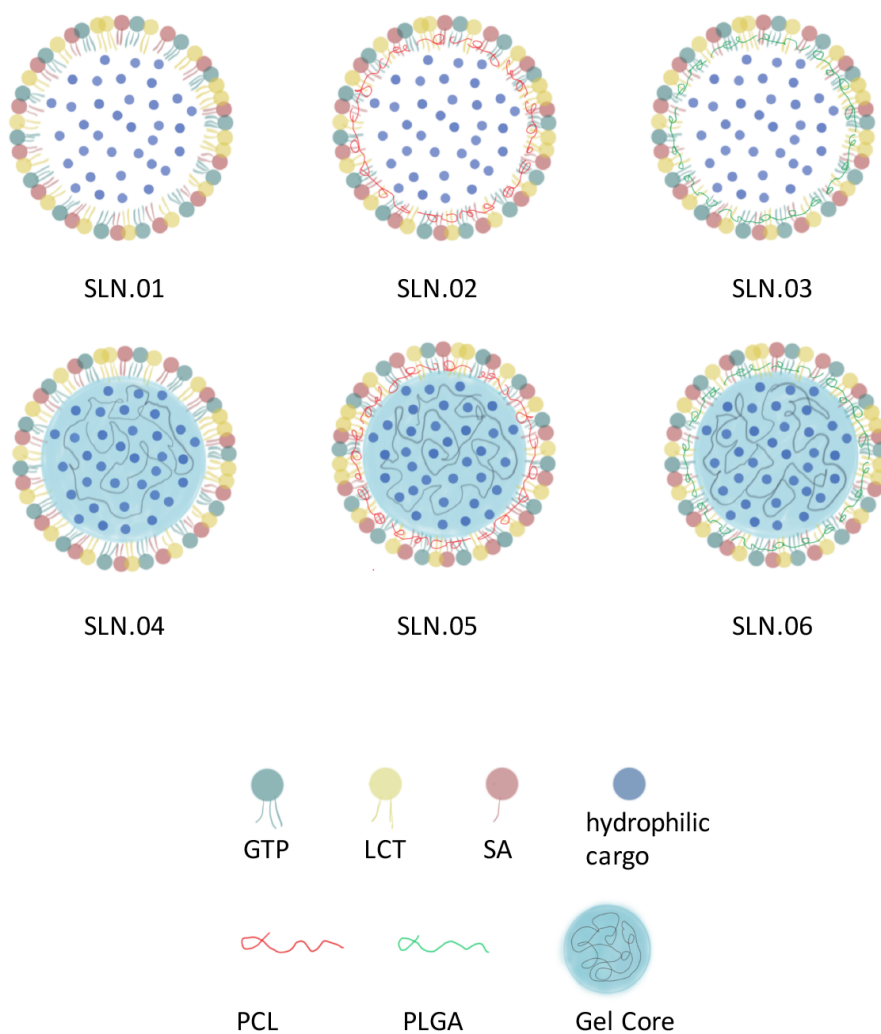 SLN.01
SLN.02
SLN.03
SLN.04
SLN.05
SLN.06
GTP
LCT
SA
hydrophilic
cargo
PCL
PLGA
Gel Core